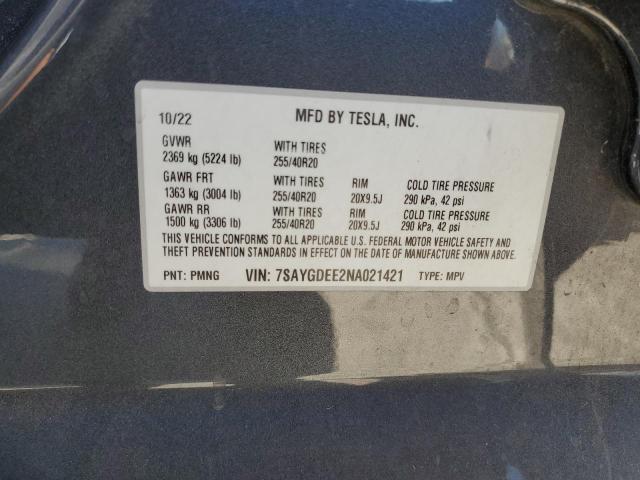 10/22 MFD BY TESLA, INC.
GVWR WITH TIRES
2369 kg (5224 lb) 255/40R20
GAWR FRT WITH TIRES RIM COLD TIRE PRESSURE
1363 kg (3004 lb) 255/40R20 20X9.5J 290 kPa, 42 psi
GAWR RR WITH TIRES RIM COLD TIRE PRESSURE
1500 kg (3306 lb) 255/40R20 20X9.5J 290 kPa, 42 psi
THIS VEHICLE CONFORMS TO ALL APPLICABLE U.S. FEDERAL MOTOR VEHICLE SAFETY AND
THEFT PREVENTION STANDARDS IN EFFECT ON THE DATE OF MANUFACTURE SHOWN ABOVE.
PNT: PMNG VIN: 7SAYGDEE2NA021421 TYPE: MPV